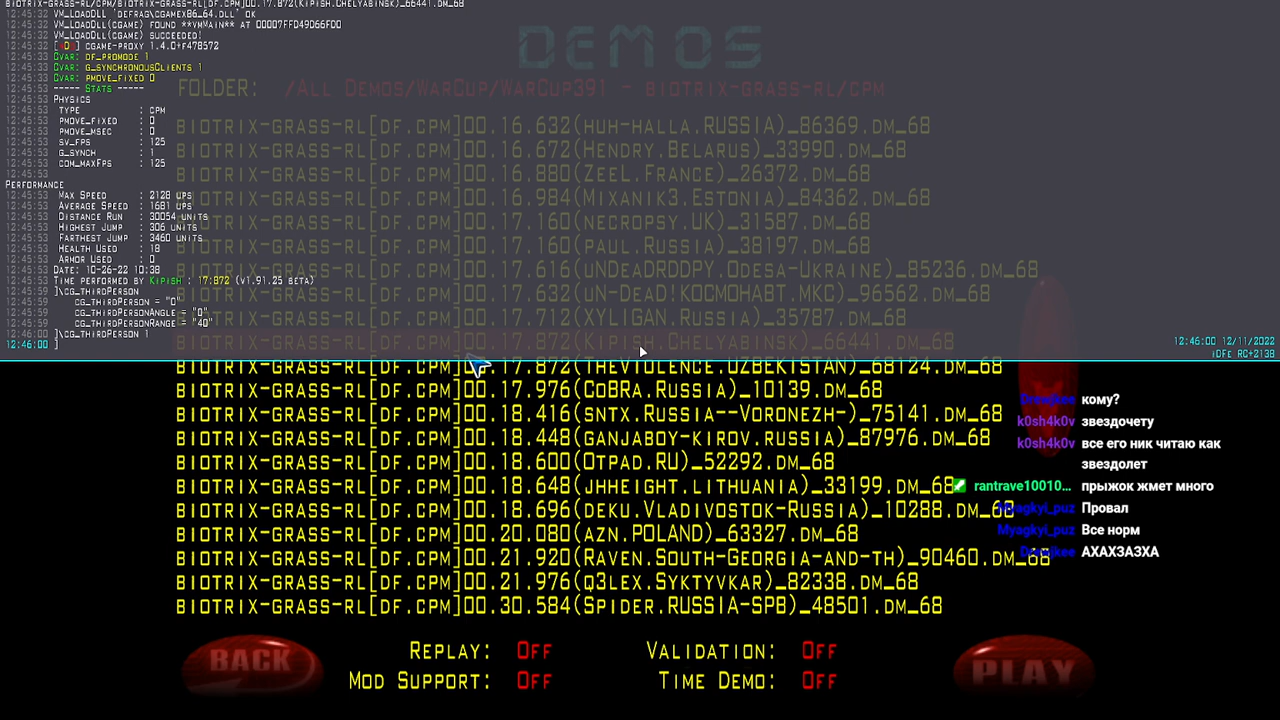 BIOTRIX-GRASS-RL/CPM/BIOTRIX-GRASS-RL[DF.CPM]00.17.872(KIPISH.CHELYABINSK)_66441.DM_68
12:45:32 VM_LOADDLL 'DEFRAG\CGAMEX86_64.DLL' OK
12:45:32 VM_LOADDLL(CGAME) FOUND **VMMAIN** AT 00007FFD49D66FD0
12:45:32 VM_LOADDLL(CGAME) SUCCEEDED!
12:45:32 [ D ] CGAME-PROXY 1.4.0+F478572
12:45:33 CVAR: DF_PROMODE 1
12:45:33 CVAR: G_SYNCHRONOUSCLIENTS 1
12:45:33 CVAR: PMOVE_FIXED 0
12:45:53 ----- STATS -----
12:45:53 PHYSICS
12:45:53 TYPE : CPM
12:45:53 PMOVE_FIXED : 0
12:45:53 PMOVE_MSEC : 0
12:45:53 SV_FPS : 125
12:45:53 G_SYNCH : 1
12:45:53 COM_MAXFPS : 125
12:45:53
PERFORMANCE
12:45:53 MAX SPEED : 2128 UPS
12:45:53 AVERAGE SPEED : 1681 UPS
12:45:53 DISTANCE RUN : 30054 UNITS
12:45:53 HIGHEST JUMP : 306 UNITS
12:45:53 FARTHEST JUMP : 3460 UNITS
12:45:53 HEALTH USED : 18
12:45:53 ARMOR USED : 0
12:45:53 DATE: 10-26-22 10:38
12:45:53 TIME PERFORMED BY KIPISH : 17:872 (V1.91.25 BETA)
12:45:59 ]\CG_THIRDPERSON
12:45:59 CG_THIRDPERSON = "0"
12:45:59 CG_THIRDPERSONANGLE = "0"
12:45:59 CG_THIRDPERSONRANGE = "40"
12:46:00 ]\CG_THIRDPERSON 1
12:46:00 ]
12:46:00 12/11/2022
IDFE RC+213B
DEMOS
FOLDER: /ALL DEMOS/WARCUP/WARCUP391 - BIOTRIX-GRASS-RL/CPM
BIOTRIX-GRASS-RL[DF.CPM]00.16.632(HUH-HALLA.RUSSIA)_86369.DM_68
BIOTRIX-GRASS-RL[DF.CPM]00.16.672(HENDRY.BELARUS)_33990.DM_68
BIOTRIX-GRASS-RL[DF.CPM]00.16.880(ZEEL.FRANCE)_26372.DM_68
BIOTRIX-GRASS-RL[DF.CPM]00.16.984(MIXANIK3.ESTONIA)_84362.DM_68
BIOTRIX-GRASS-RL[DF.CPM]00.17.160(NECROPSY.UK)_31587.DM_68
BIOTRIX-GRASS-RL[DF.CPM]00.17.160(PAUL.RUSSIA)_38197.DM_68
BIOTRIX-GRASS-RL[DF.CPM]00.17.616(UNDEADRDDPY.ODESA-UKRAINE)_85236.DM_68
BIOTRIX-GRASS-RL[DF.CPM]00.17.632(UN-DEAD!KOCMOHABT.MKC)_96562.DM_68
BIOTRIX-GRASS-RL[DF.CPM]00.17.712(XYLIGAN.RUSSIA)_35787.DM_68
BIOTRIX-GRASS-RL[DF.CPM]00.17.872(KIPISH.CHELYABINSK)_66441.DM_68
BIOTRIX-GRASS-RL[DF.CPM]00.17.872(THEVIOLENCE.UZBEKISTAN)_68124.DM_68
BIOTRIX-GRASS-RL[DF.CPM]00.17.976(COBRA.RUSSIA)_10139.DM_68
BIOTRIX-GRASS-RL[DF.CPM]00.18.416(SNTX.RUSSIA--VORONEZH-)_75141.DM_68
BIOTRIX-GRASS-RL[DF.CPM]00.18.448(GANJABOY-KIROV.RUSSIA)_87976.DM_68
BIOTRIX-GRASS-RL[DF.CPM]00.18.600(OTPAD.RU)_52292.DM_68
BIOTRIX-GRASS-RL[DF.CPM]00.18.648(JHHEIGHT.LITHUANIA)_33199.DM_68
BIOTRIX-GRASS-RL[DF.CPM]00.18.696(DEKU.VLADIVOSTOK-RUSSIA)_10288.DM_68
BIOTRIX-GRASS-RL[DF.CPM]00.20.080(AZN.POLAND)_63327.DM_68
BIOTRIX-GRASS-RL[DF.CPM]00.21.920(RAVEN.SOUTH-GEORGIA-AND-TH)_90460.DM_68
BIOTRIX-GRASS-RL[DF.CPM]00.21.976(Q3LEX.SYKTYVKAR)_82338.DM_68
BIOTRIX-GRASS-RL[DF.CPM]00.30.584(SPIDER.RUSSIA-SPB)_48501.DM_68
Drewjkee кому?
k0sh4k0v звездочету
k0sh4k0v все его ник читаю как
звездолет
rantrave10010... прыжок жмет много
Myagkyi_puz Провал
Myagkyi_puz Все норм
Drewjkee АХАХЗАЗХА
BACK
REPLAY: OFF VALIDATION: OFF
MOD SUPPORT: OFF TIME DEMO: OFF
PLAY